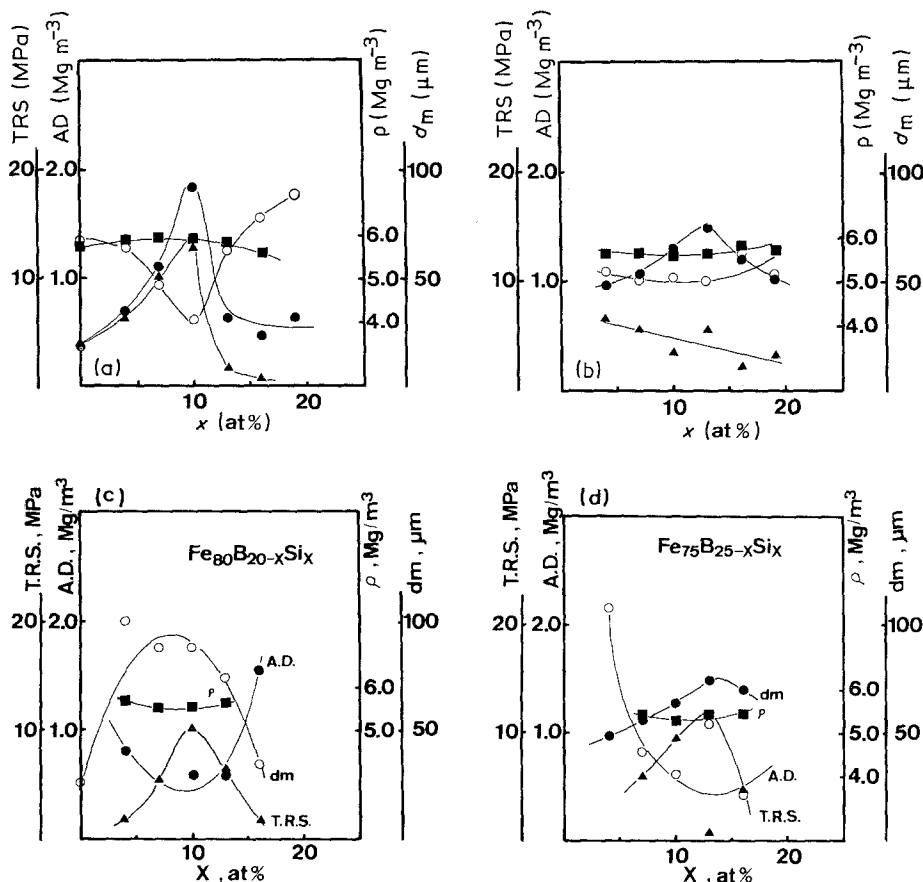 TRS (MPa)
AD (Mg m⁻³)
ρ (Mg m⁻³)
dm (μm)
20 2.0
10 1.0
100
6.0
5.0 50
4.0
(a)
10 20
x (at%)
TRS (MPa)
AD (Mg m⁻³)
ρ (Mg m⁻³)
dm (μm)
20 2.0
10 1.0
100
6.0
5.0 50
4.0
(b)
10 20
x (at%)
(c)
T.R.S., MPa
A.D., Mg/m³
ρ, Mg/m³
dm, μm
Fe80B20-XSiX
20 2.0
10 1.0
100
6.0
5.0 50
4.0
A.D.
ρ
dm
T.R.S.
0 10 20
X, at%
(d)
T.R.S., MPa
A.D., Mg/m³
ρ, Mg/m³
dm, μm
Fe75B25-XSiX
20 2.0
10 1.0
100
6.0
5.0 50
4.0
dm
ρ
A.D.
T.R.S.
0 10 20
X, at%